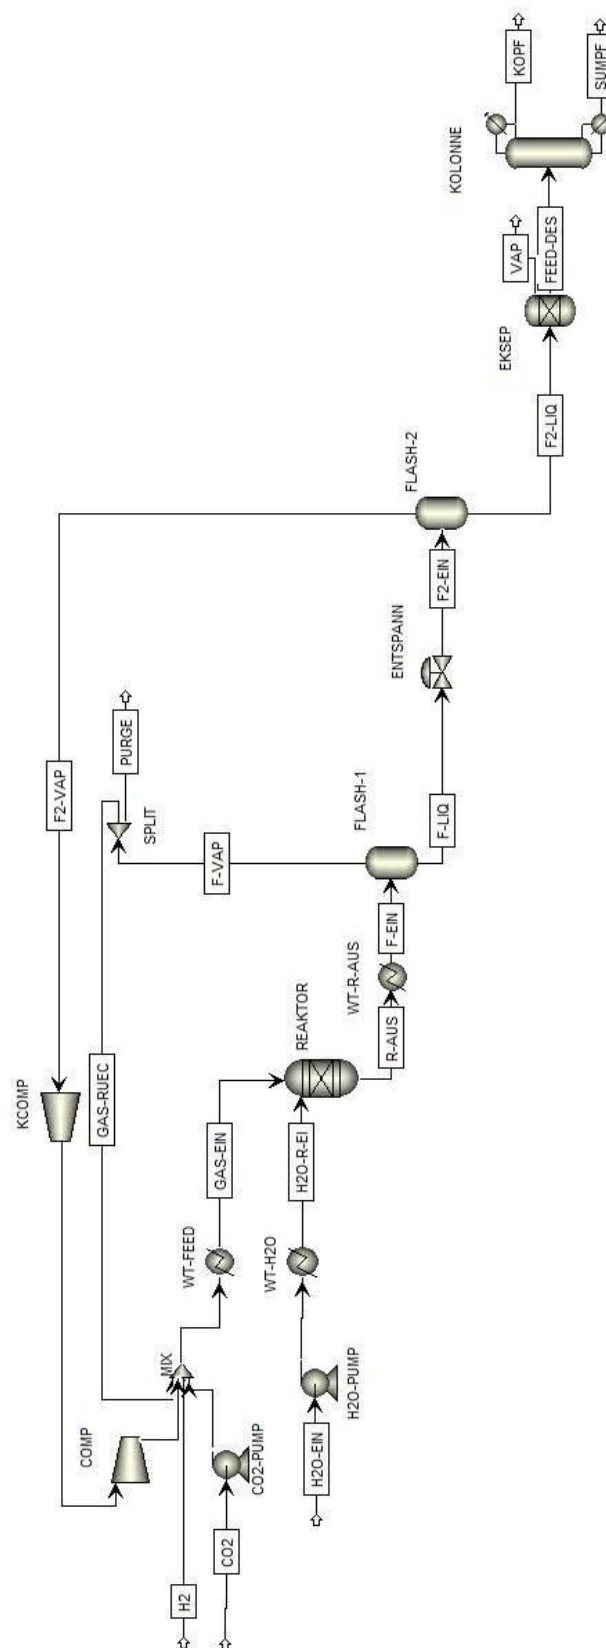 KOPF
SUMPF
KOLONNE
VAP
FEED-DES
EKSEP
F2-LIQ
FLASH-2
F2-EIN
ENTSPANN
PURGE
F2-VAP
SPLIT
F-VAP
FLASH-1
F-LIQ
F-EIN
WT-R-AUS
R-AUS
REAKTOR
KCOMP
GAS-RUEC
GAS-EIN
H2O-R-EI
WT-FEED
WT-H2O
MIX
COMP
CO2-PUMP
H2O-PUMP
H2O-EIN
H2
CO2